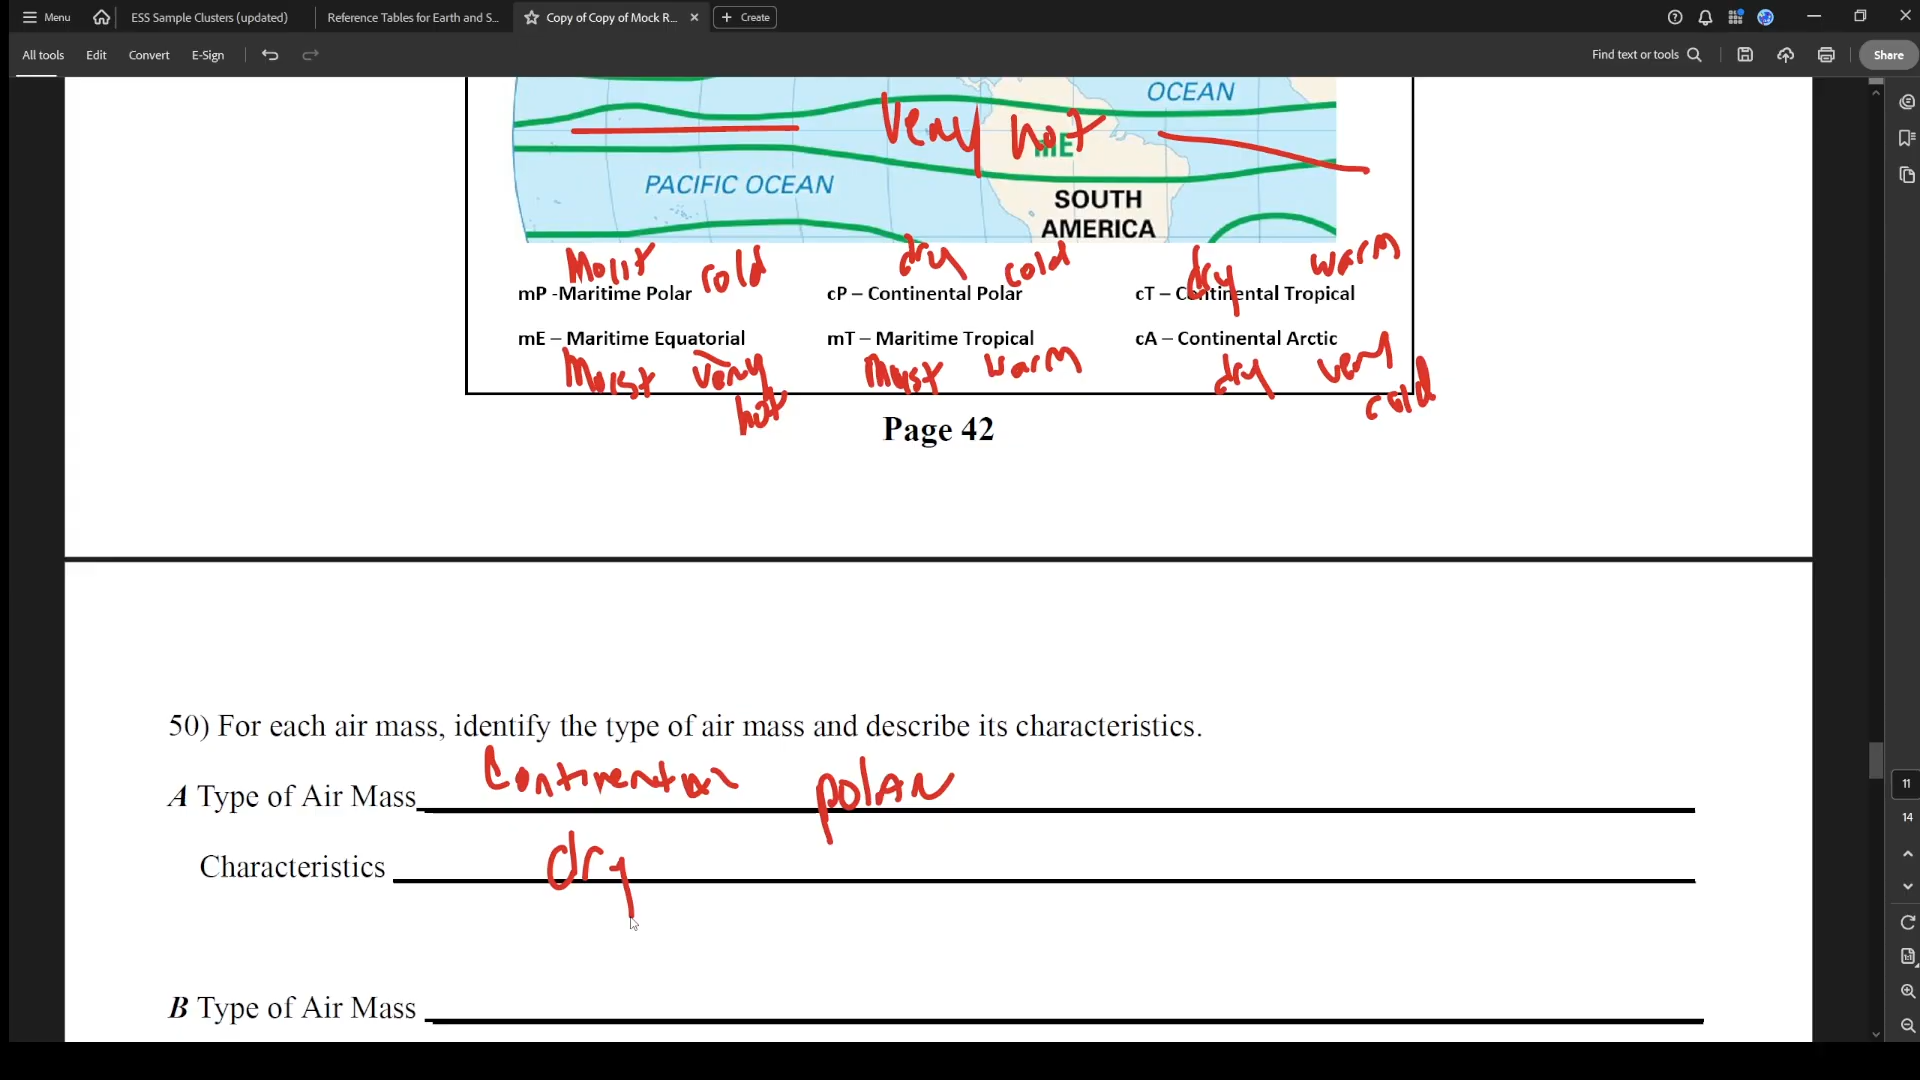 Menu ESS Sample Clusters (updated) Reference Tables for Earth and S... Copy of Copy of Mock R... Create
All tools Edit Convert E-Sign Find text or tools Share
OCEAN
very hot
mE
PACIFIC OCEAN
SOUTH
AMERICA
Moist cold dry cold dry warm
mP -Maritime Polar cP – Continental Polar cT – Continental Tropical
mE – Maritime Equatorial mT – Maritime Tropical cA – Continental Arctic
Moist very hot Moist warm dry very cold
Page 42
50) For each air mass, identify the type of air mass and describe its characteristics.
A Type of Air Mass Continental polar
Characteristics dry
B Type of Air Mass
11
14